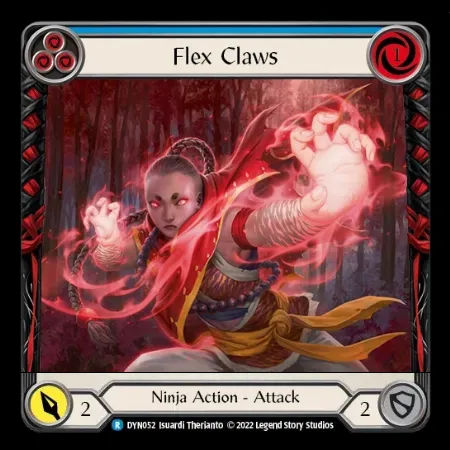 Flex Claws
1
Ninja Action - Attack
2
2
R DYN052 Isuardi Therianto © 2022 Legend Story Studios